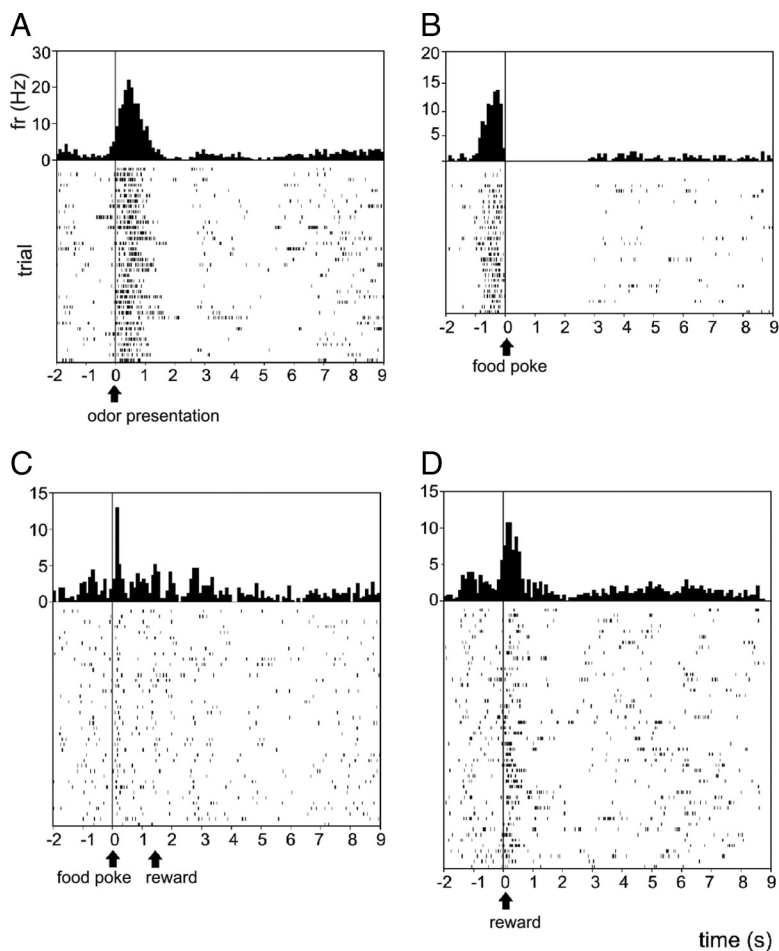 A
fr (Hz)
30
20
10
0
trial
-2 -1 0 1 2 3 4 5 6 7 8 9
odor presentation
B
20
15
10
5
-2 -1 0 1 2 3 4 5 6 7 8 9
food poke
C
15
10
5
0
-2 -1 0 1 2 3 4 5 6 7 8 9
food poke reward
D
15
10
5
0
-2 -1 0 1 2 3 4 5 6 7 8 9
reward
time (s)